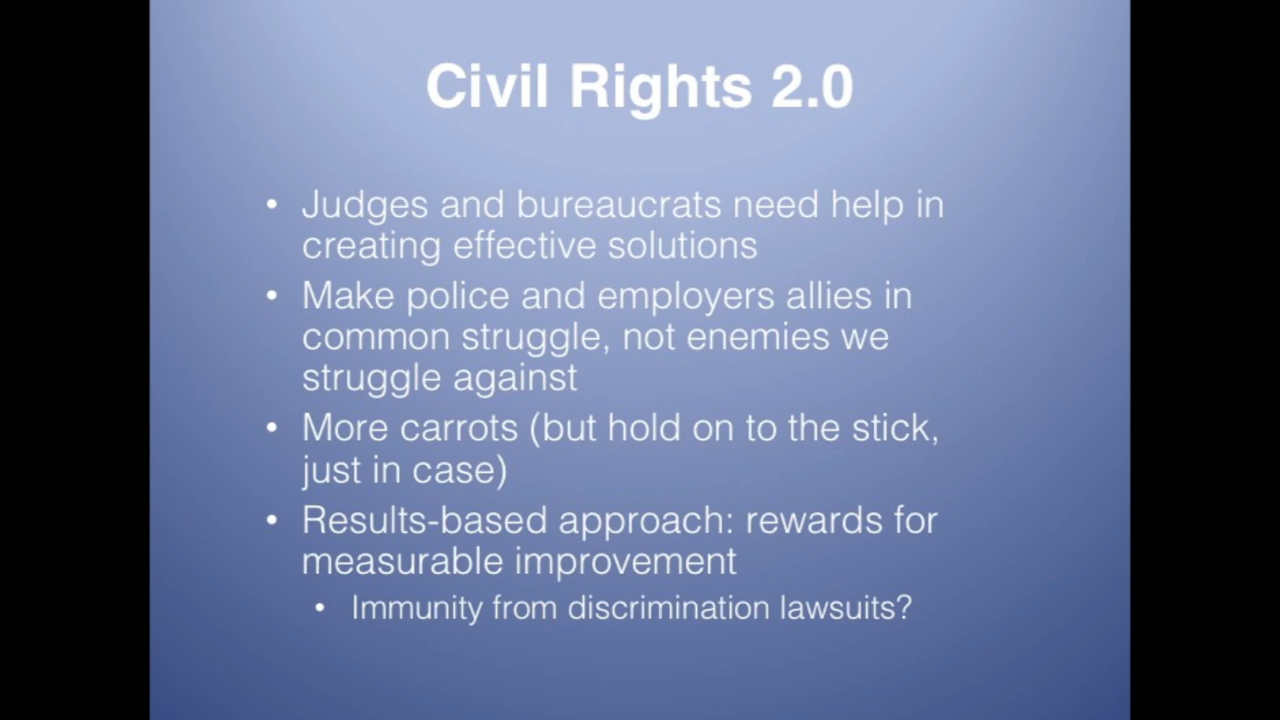 Civil Rights 2.0
• Judges and bureaucrats need help in
creating effective solutions
• Make police and employers allies in
common struggle, not enemies we
struggle against
• More carrots (but hold on to the stick,
just in case)
• Results-based approach: rewards for
measurable improvement
• Immunity from discrimination lawsuits?